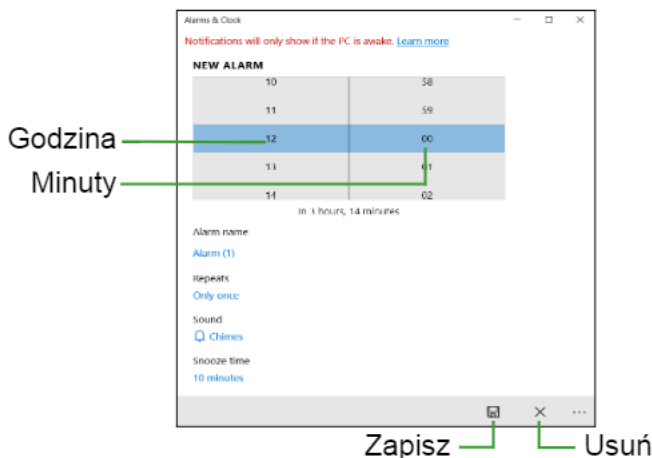 Alarms & Clock
Notifications will only show if the PC is awake. Learn more
NEW ALARM
10 58
11 59
Godzina 12 00
Minuty 13 01
14 02
In 3 hours, 14 minutes
Alarm name
Alarm (1)
Repeats
Only once
Sound
Chimes
Snooze time
10 minutes
Zapisz Usuń